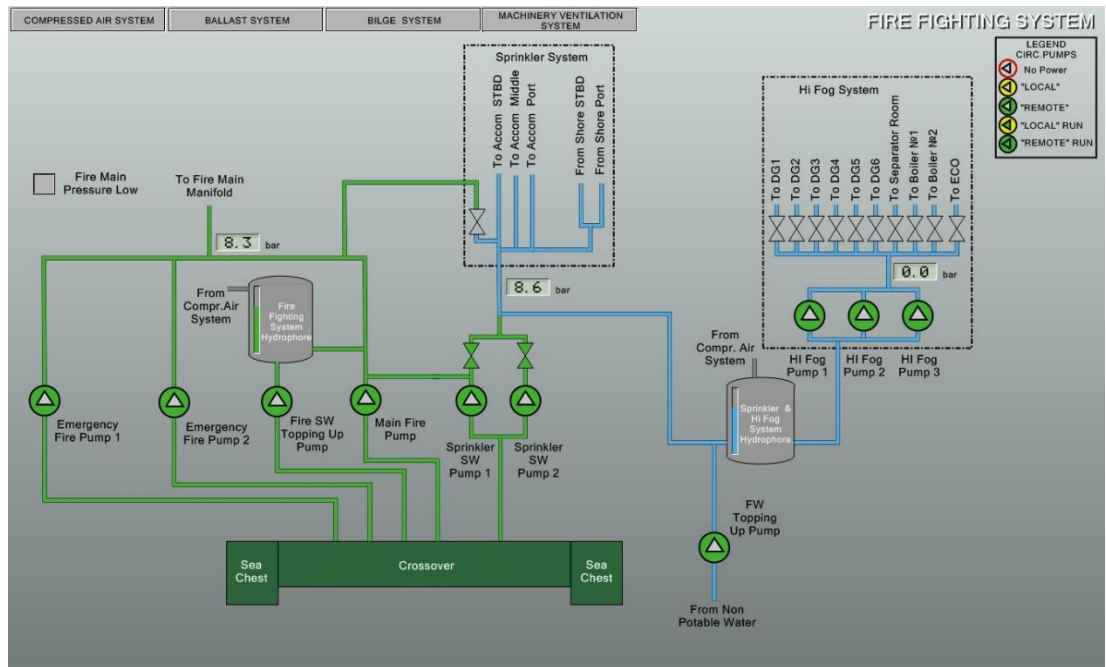 COMPRESSED AIR SYSTEM
BALLAST SYSTEM
BILGE SYSTEM
MACHINERY VENTILATION
SYSTEM
FIRE FIGHTING SYSTEM
LEGEND
CIRC.PUMPS
No Power
"LOCAL"
"REMOTE"
"LOCAL" RUN
"REMOTE" RUN
Sprinkler System
To Accom STBD
To Accom Middle
To Accom Port
From Shore STBD
From Shore Port
Hi Fog System
To DG1
To DG2
To DG3
To DG4
To DG5
To DG6
To Separator Room
To Boiler №1
To Boiler №2
To ECO
Fire Main
Pressure Low
To Fire Main
Manifold
8.3 bar
8.6 bar
0.0 bar
From
Compr.Air
System
Fire
Fighting
System
Hydrophore
HI Fog
Pump 1
HI Fog
Pump 2
HI Fog
Pump 3
From
Compr. Air
System
Sprinkler &
Hi Fog
System
Hydrophore
Emergency
Fire Pump 1
Emergency
Fire Pump 2
Fire SW
Topping Up
Pump
Main Fire
Pump
Sprinkler
SW
Pump 1
Sprinkler
SW
Pump 2
FW
Topping
Up Pump
Sea
Chest
Crossover
Sea
Chest
From Non
Potable Water